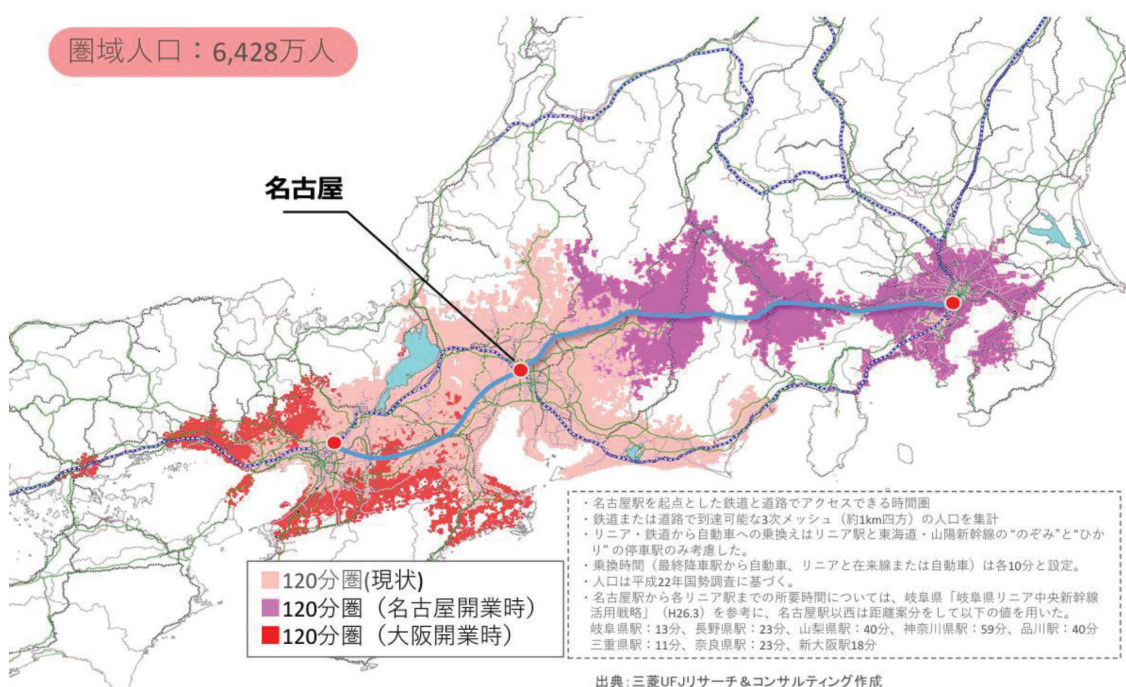 圏域人口：6,428万人
名古屋
120分圏(現状)
120分圏（名古屋開業時）
120分圏（大阪開業時）
・名古屋駅を起点とした鉄道と道路でアクセスできる時間圏
・鉄道または道路で到達可能な3次メッシュ（約1km四方）の人口を集計
・リニア・鉄道から自動車への乗換えはリニア駅と東海道・山陽新幹線の“のぞみ”と“ひか
り”の停車駅のみ考慮した。
・乗換時間（最終降車駅から自動車、リニアと在来線または自動車）は各10分と設定。
・人口は平成22年国勢調査に基づく。
・名古屋駅から各リニア駅までの所要時間については、岐阜県「岐阜県リニア中央新幹線
活用戦略」（H26.3）を参考に、名古屋駅以西は距離案分をして以下の値を用いた。
岐阜県駅：13分、長野県駅：23分、山梨県駅：40分、神奈川県駅：59分、品川駅：40分
三重県駅：11分、奈良県駅：23分、新大阪駅18分
出典：三菱UFJリサーチ＆コンサルティング作成